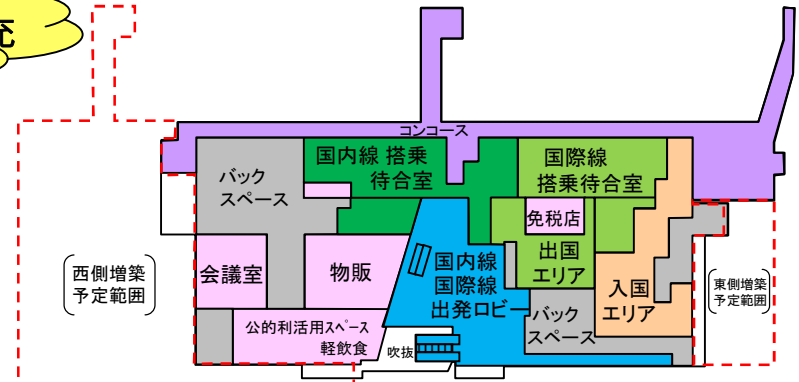 充
コンコース
国内線 搭乗
待合室
国際線
搭乗待合室
バック
スペース
免税店
西側増築
予定範囲
会議室
物販
国内線
国際線
出発ロビー
出国
エリア
入国
エリア
東側増築
予定範囲
バック
スペース
公的利活用スペース
軽飲食
吹抜